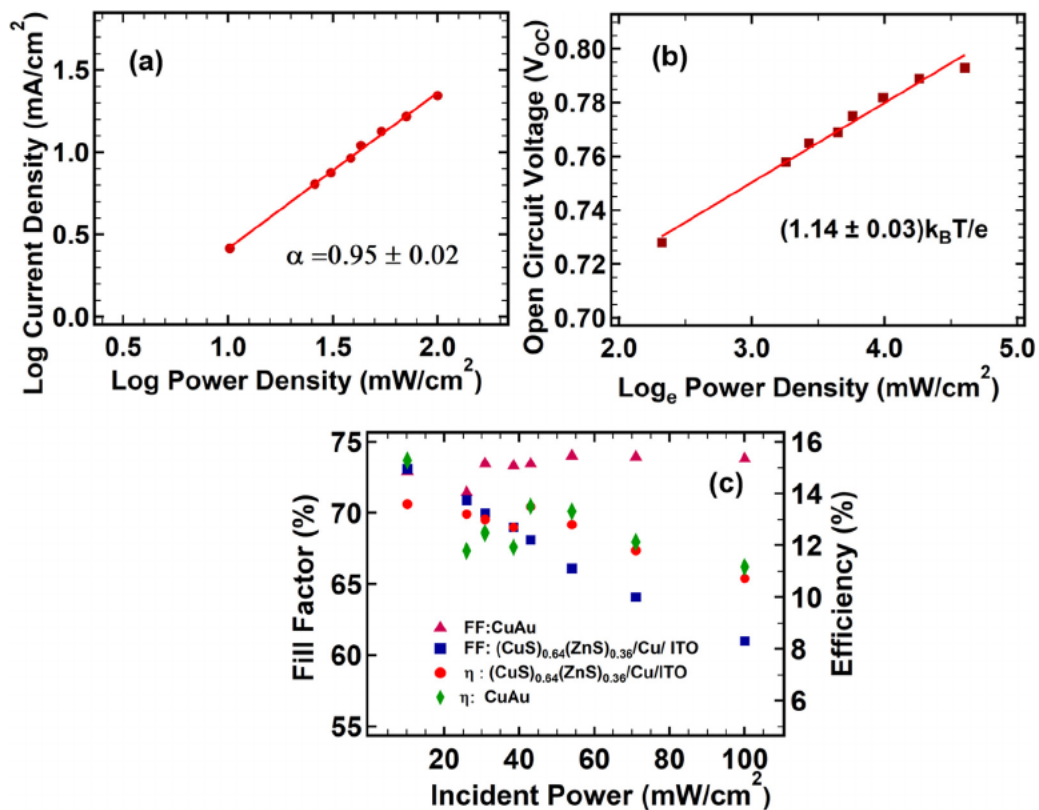 (a)
Log Current Density (mA/cm²)
1.5
1.0
0.5
0.0
α =0.95 ± 0.02
0.5 1.0 1.5 2.0
Log Power Density (mW/cm²)
(b)
Open Circuit Voltage (V_OC)
0.80
0.78
0.76
0.74
0.72
0.70
(1.14 ± 0.03)k_BT/e
2.0 3.0 4.0 5.0
Log_e Power Density (mW/cm²)
(c)
Fill Factor (%)
75
70
65
60
55
FF:CuAu
FF: (CuS)₀.₆₄(ZnS)₀.₃₆/Cu/ ITO
η : (CuS)₀.₆₄(ZnS)₀.₃₆/Cu/ITO
η: CuAu
16
14
12
10
8
6
Efficiency (%)
20 40 60 80 100
Incident Power (mW/cm²)